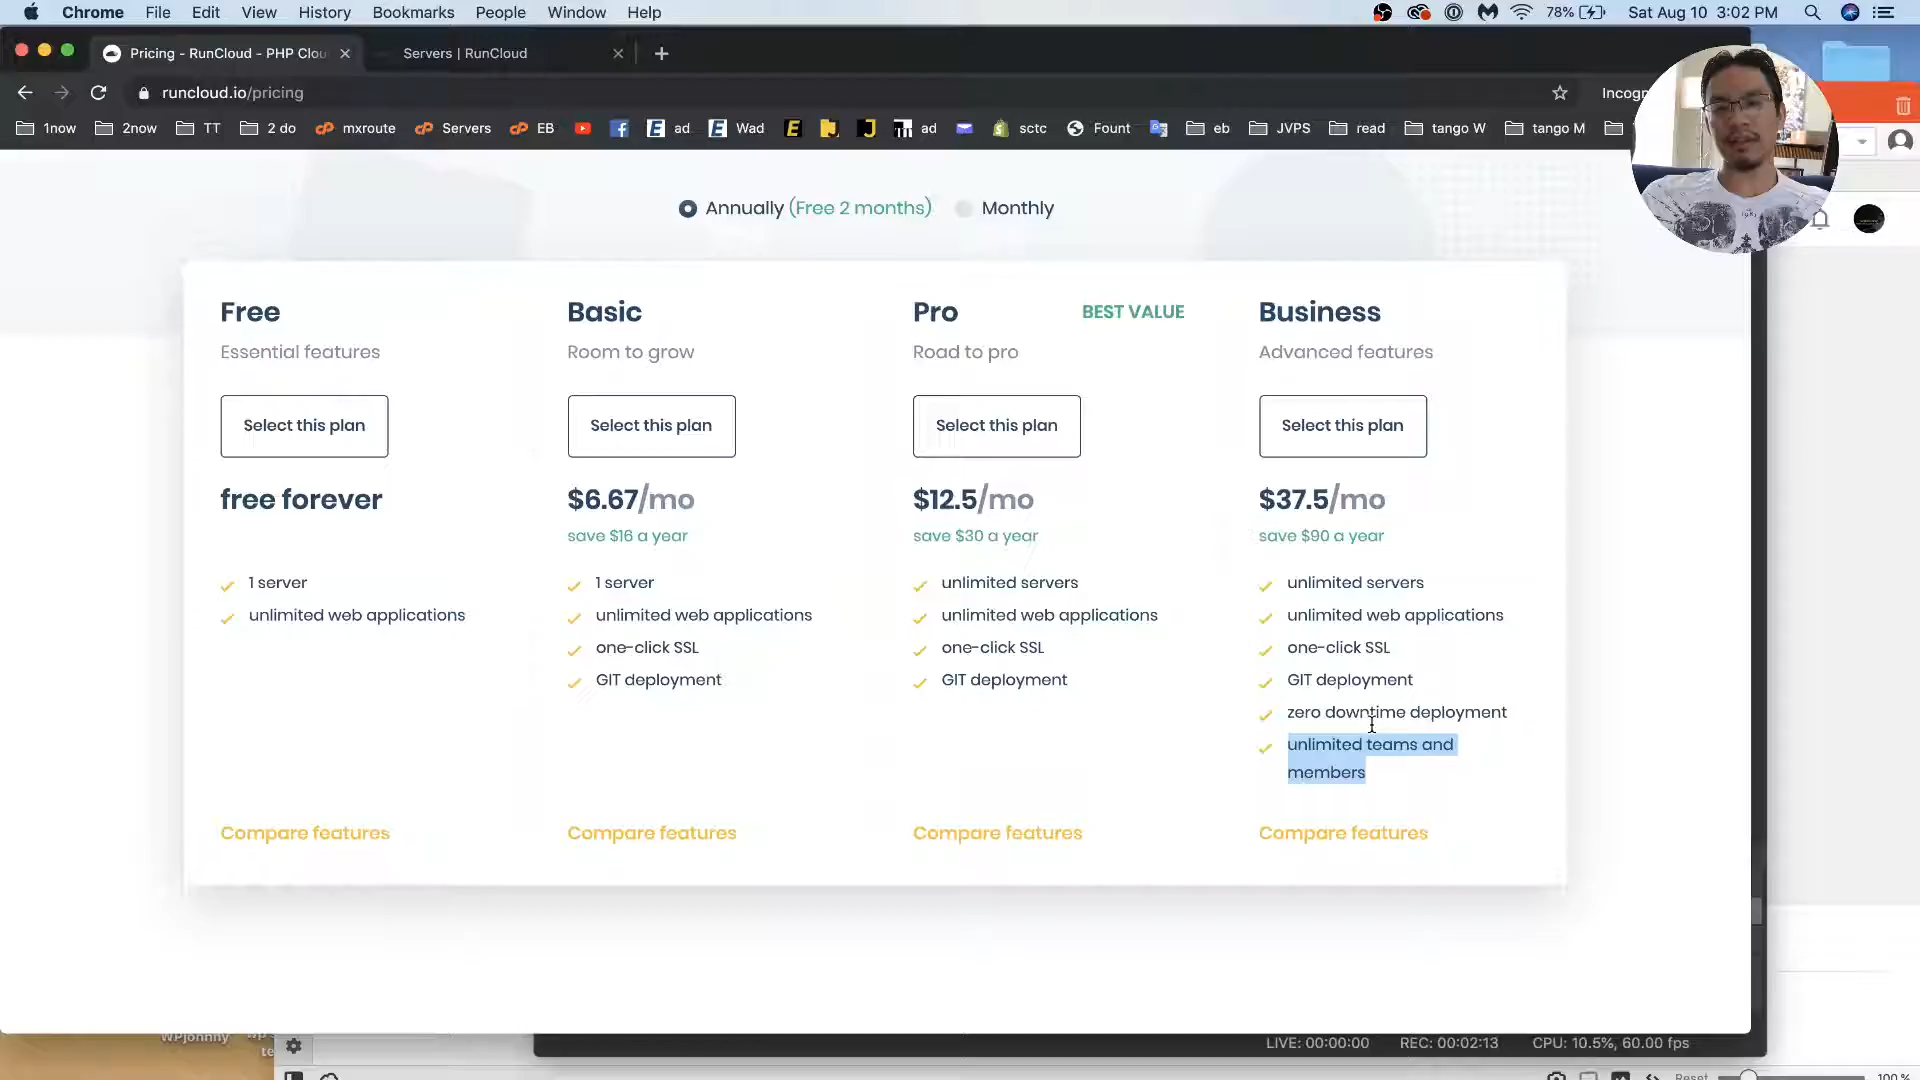 Chrome File Edit View History Bookmarks People Window Help 78% Sat Aug 10 3:02 PM
Pricing - RunCloud - PHP Clou Servers | RunCloud
runcloud.io/pricing Incogn
1now 2now TT 2 do mxroute Servers EB ad Wad ad sctc Fount eb JVPS read tango W tango M
Annually (Free 2 months) Monthly
Free Basic Pro BEST VALUE Business
Essential features Room to grow Road to pro Advanced features
Select this plan Select this plan Select this plan Select this plan
free forever $6.67/mo $12.5/mo $37.5/mo
save $16 a year save $30 a year save $90 a year
1 server 1 server unlimited servers unlimited servers
unlimited web applications unlimited web applications unlimited web applications unlimited web applications
one-click SSL one-click SSL one-click SSL
GIT deployment GIT deployment GIT deployment
zero downtime deployment
unlimited teams and
members
Compare features Compare features Compare features Compare features
WPjohnny
te
LIVE: 00:00:00 REC: 00:02:13 CPU: 10.5%, 60.00 fps
Reset 100%